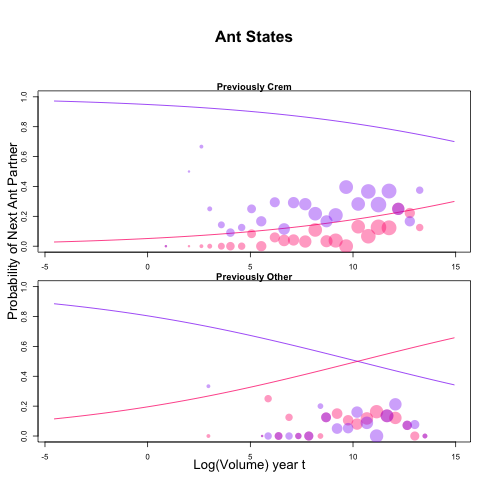 Ant States
Previously Crem
0.0 0.2 0.4 0.6 0.8 1.0
-5 0 5 10 15
Probability of Next Ant Partner
Previously Other
0.0 0.2 0.4 0.6 0.8 1.0
-5 0 5 10 15
Log(Volume) year t